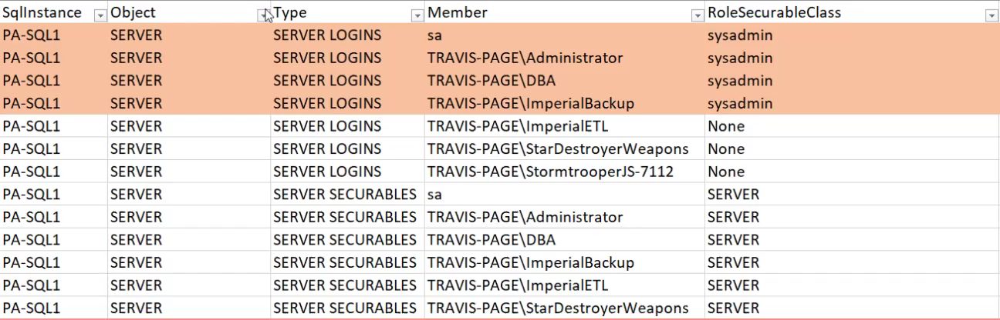 SqlInstance Object Type Member RoleSecurableClass
PA-SQL1 SERVER SERVER LOGINS sa sysadmin
PA-SQL1 SERVER SERVER LOGINS TRAVIS-PAGE\Administrator sysadmin
PA-SQL1 SERVER SERVER LOGINS TRAVIS-PAGE\DBA sysadmin
PA-SQL1 SERVER SERVER LOGINS TRAVIS-PAGE\ImperialBackup sysadmin
PA-SQL1 SERVER SERVER LOGINS TRAVIS-PAGE\ImperialETL None
PA-SQL1 SERVER SERVER LOGINS TRAVIS-PAGE\StarDestroyerWeapons None
PA-SQL1 SERVER SERVER LOGINS TRAVIS-PAGE\StormtrooperJS-7112 None
PA-SQL1 SERVER SERVER SECURABLES sa SERVER
PA-SQL1 SERVER SERVER SECURABLES TRAVIS-PAGE\Administrator SERVER
PA-SQL1 SERVER SERVER SECURABLES TRAVIS-PAGE\DBA SERVER
PA-SQL1 SERVER SERVER SECURABLES TRAVIS-PAGE\ImperialBackup SERVER
PA-SQL1 SERVER SERVER SECURABLES TRAVIS-PAGE\ImperialETL SERVER
PA-SQL1 SERVER SERVER SECURABLES TRAVIS-PAGE\StarDestroyerWeapons SERVER